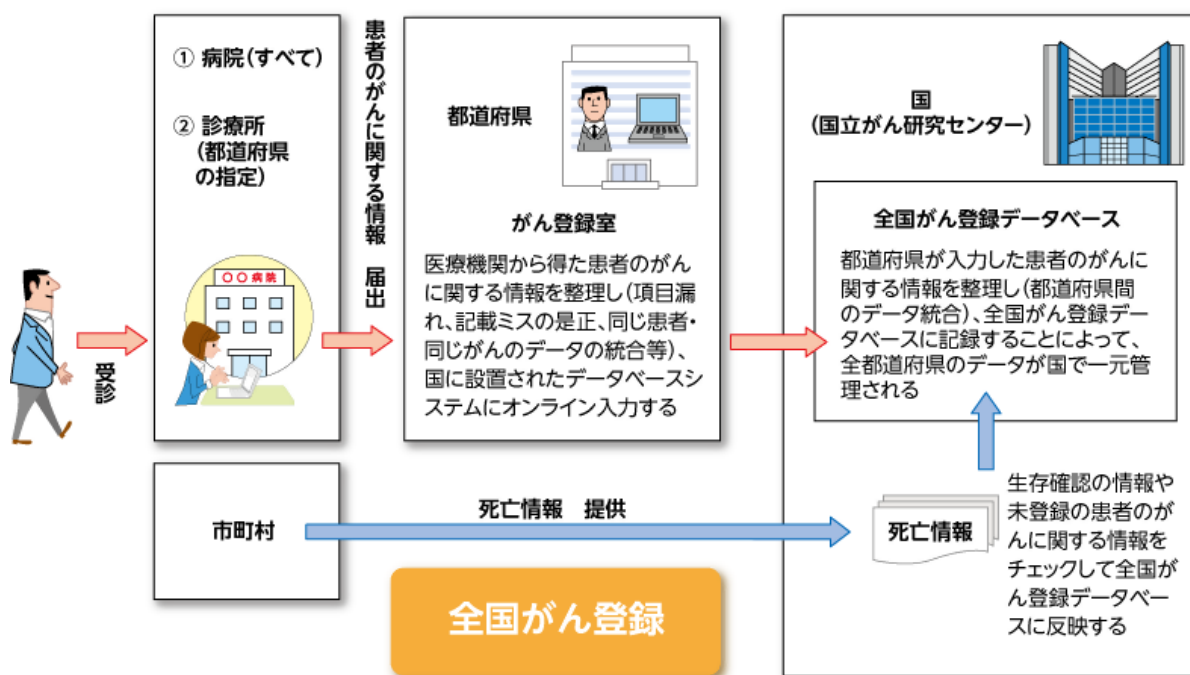 ① 病院(すべて)
② 診療所
(都道府県
の指定)
〇〇病院
受診
患者のがんに関する情報 届出
都道府県
がん登録室
医療機関から得た患者のがん
に関する情報を整理し(項目漏
れ、記載ミスの是正、同じ患者・
同じがんのデータの統合等)、
国に設置されたデータベースシ
ステムにオンライン入力する
国
(国立がん研究センター)
全国がん登録データベース
都道府県が入力した患者のがんに
関する情報を整理し(都道府県間
のデータ統合)、全国がん登録デー
タベースに記録することによって、
全都道府県のデータが国で一元管
理される
市町村
死亡情報 提供
死亡情報
生存確認の情報や
未登録の患者のが
んに関する情報を
チェックして全国が
ん登録データベー
スに反映する
全国がん登録